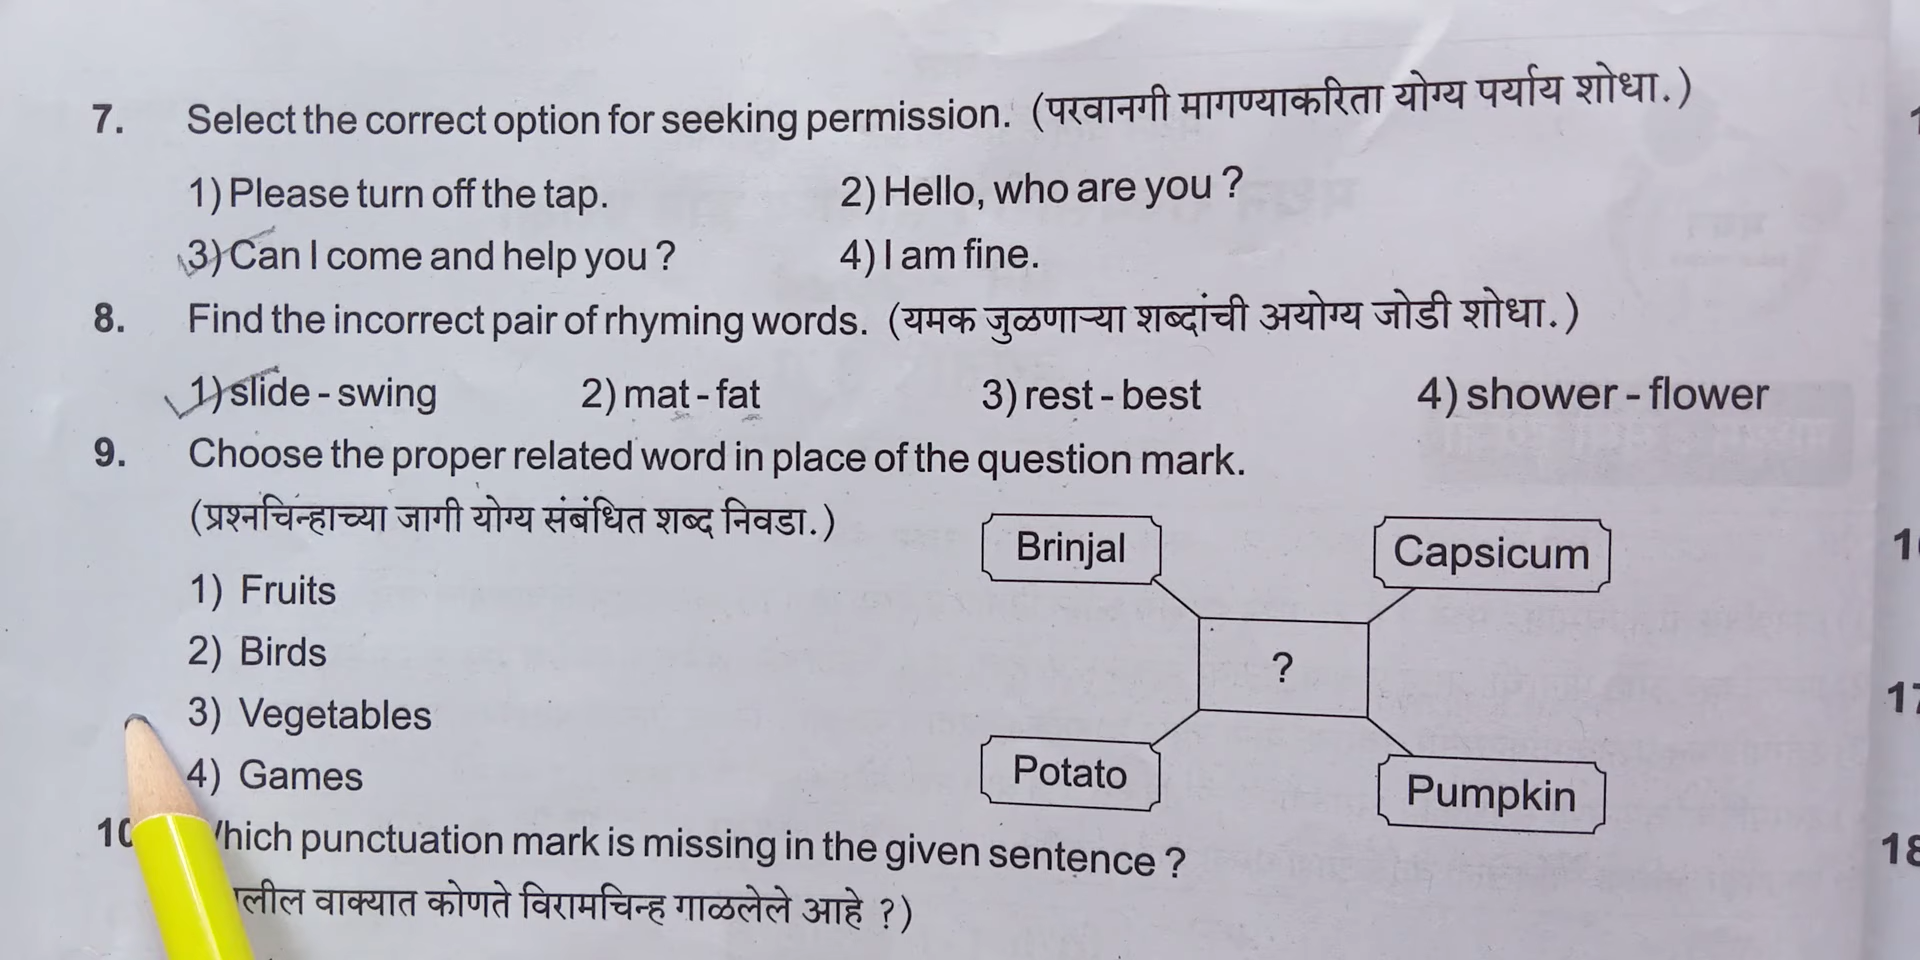 7. Select the correct option for seeking permission. (परवानगी मागण्याकरिता योग्य पर्याय शोधा.)
1) Please turn off the tap. 2) Hello, who are you ?
3) Can I come and help you ? 4) I am fine.
8. Find the incorrect pair of rhyming words. (यमक जुळणाऱ्या शब्दांची अयोग्य जोडी शोधा.)
1) slide - swing 2) mat - fat 3) rest - best 4) shower - flower
9. Choose the proper related word in place of the question mark.
(प्रश्नचिन्हाच्या जागी योग्य संबंधित शब्द निवडा.)
1) Fruits
2) Birds
3) Vegetables
4) Games
Brinjal Capsicum
?
Potato Pumpkin
10 punctuation mark is missing in the given sentence ?
वाक्यात कोणते विरामचिन्ह गाळलेले आहे ?)
17
18